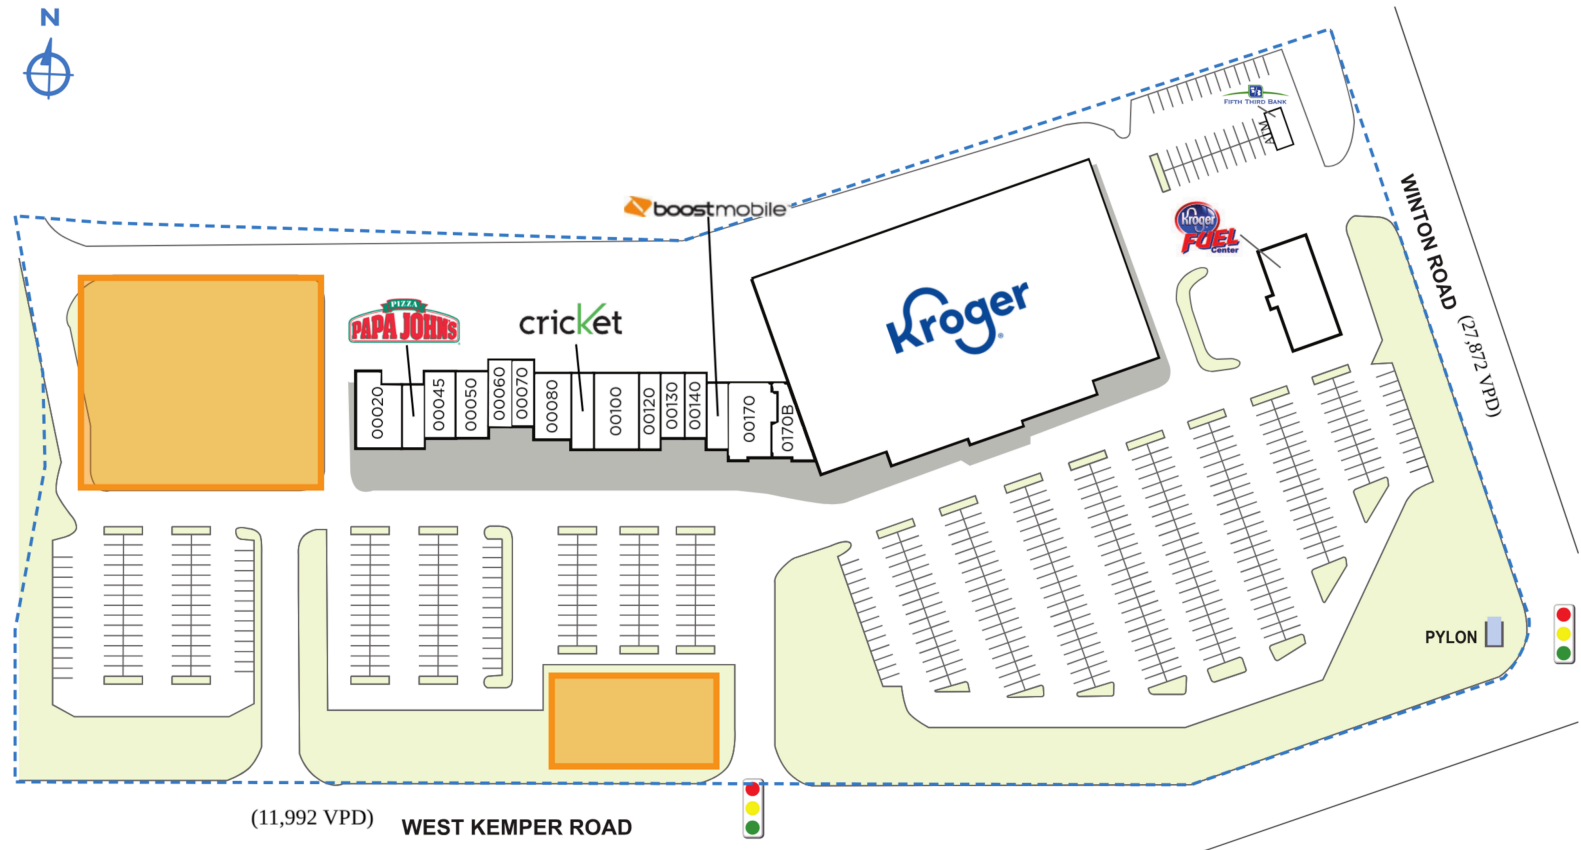 N
FIFTH THIRD BANK
ATM
WINTON ROAD
(27,872 VPD)
Kroger
FUEL
Center
boostmobile
PIZZA
PAPA JOHNS
cricket
Kroger
00020
00045
00050
00060
00070
00080
00100
00120
00130
00140
00170
0170B
PYLON
(11,992 VPD)
WEST KEMPER ROAD